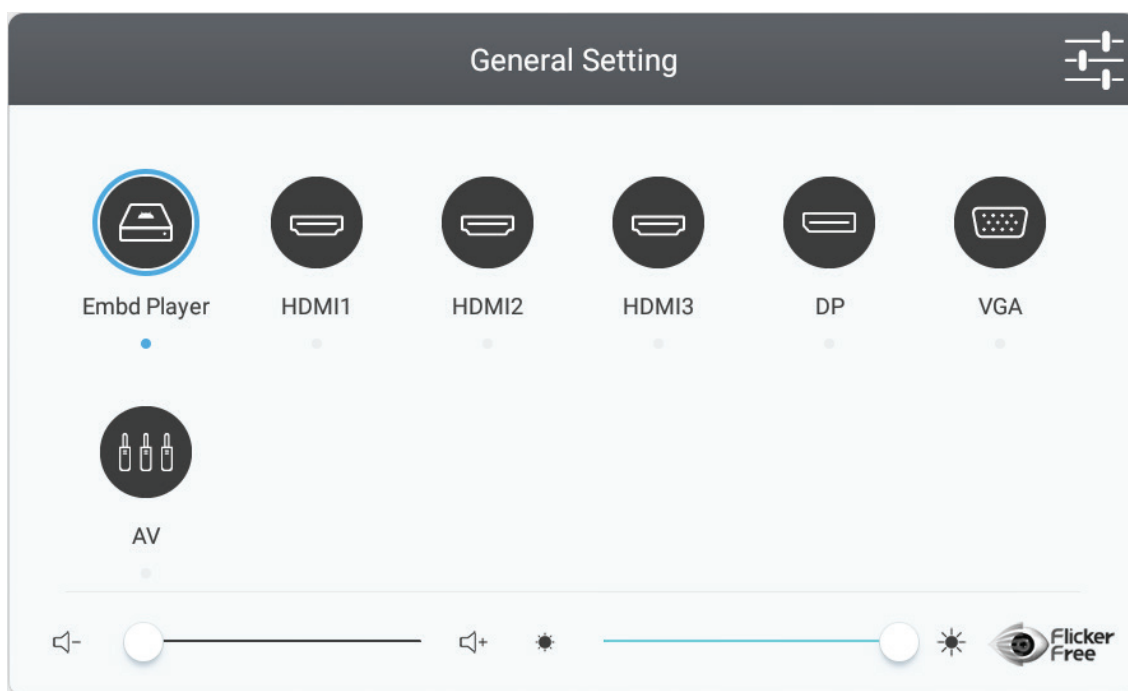 General Setting
Embd Player
HDMI1
HDMI2
HDMI3
DP
VGA
AV
Flicker
Free